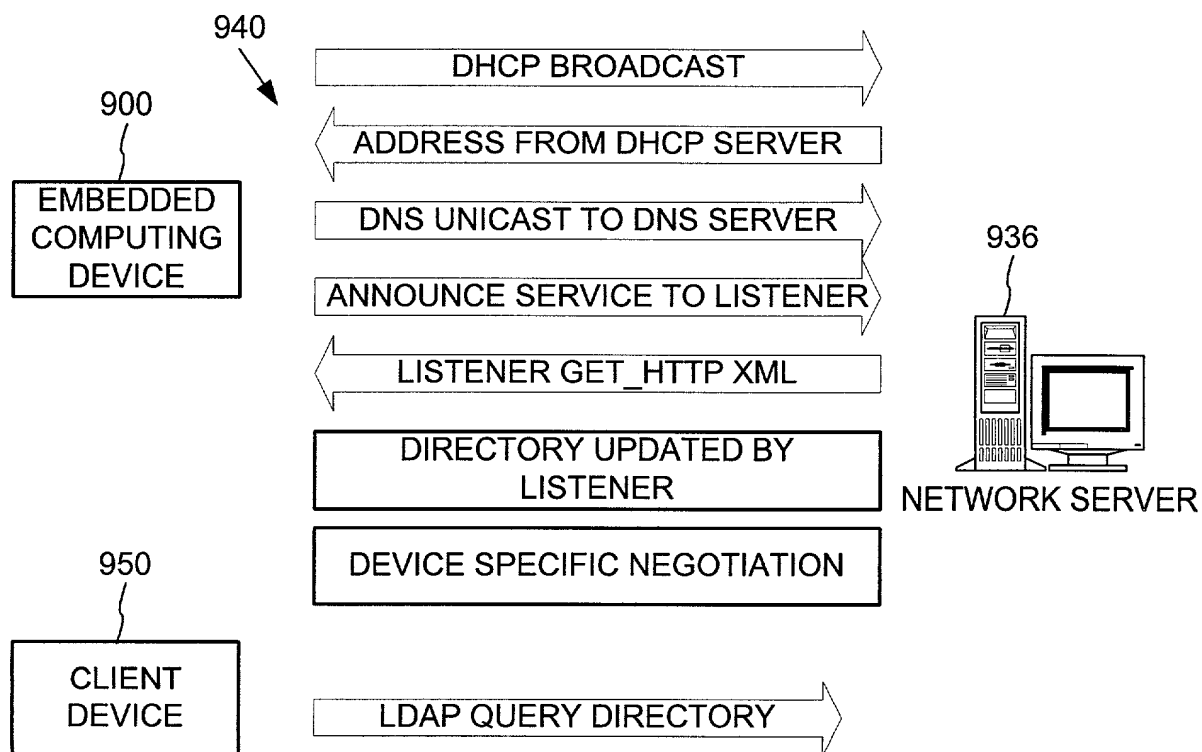 940
DHCP BROADCAST
900
ADDRESS FROM DHCP SERVER
EMBEDDED
COMPUTING
DEVICE
DNS UNICAST TO DNS SERVER
936
ANNOUNCE SERVICE TO LISTENER
LISTENER GET_HTTP XML
DIRECTORY UPDATED BY
LISTENER
NETWORK SERVER
DEVICE SPECIFIC NEGOTIATION
950
CLIENT
DEVICE
LDAP QUERY DIRECTORY